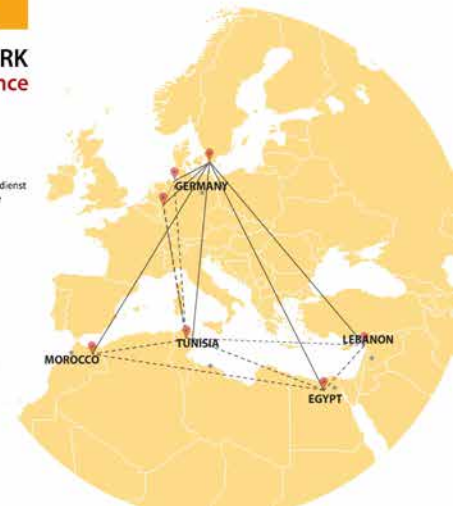 RK
nce
dienst
GERMANY
TUNISIA
LEBANON
MOROCCO
EGYPT